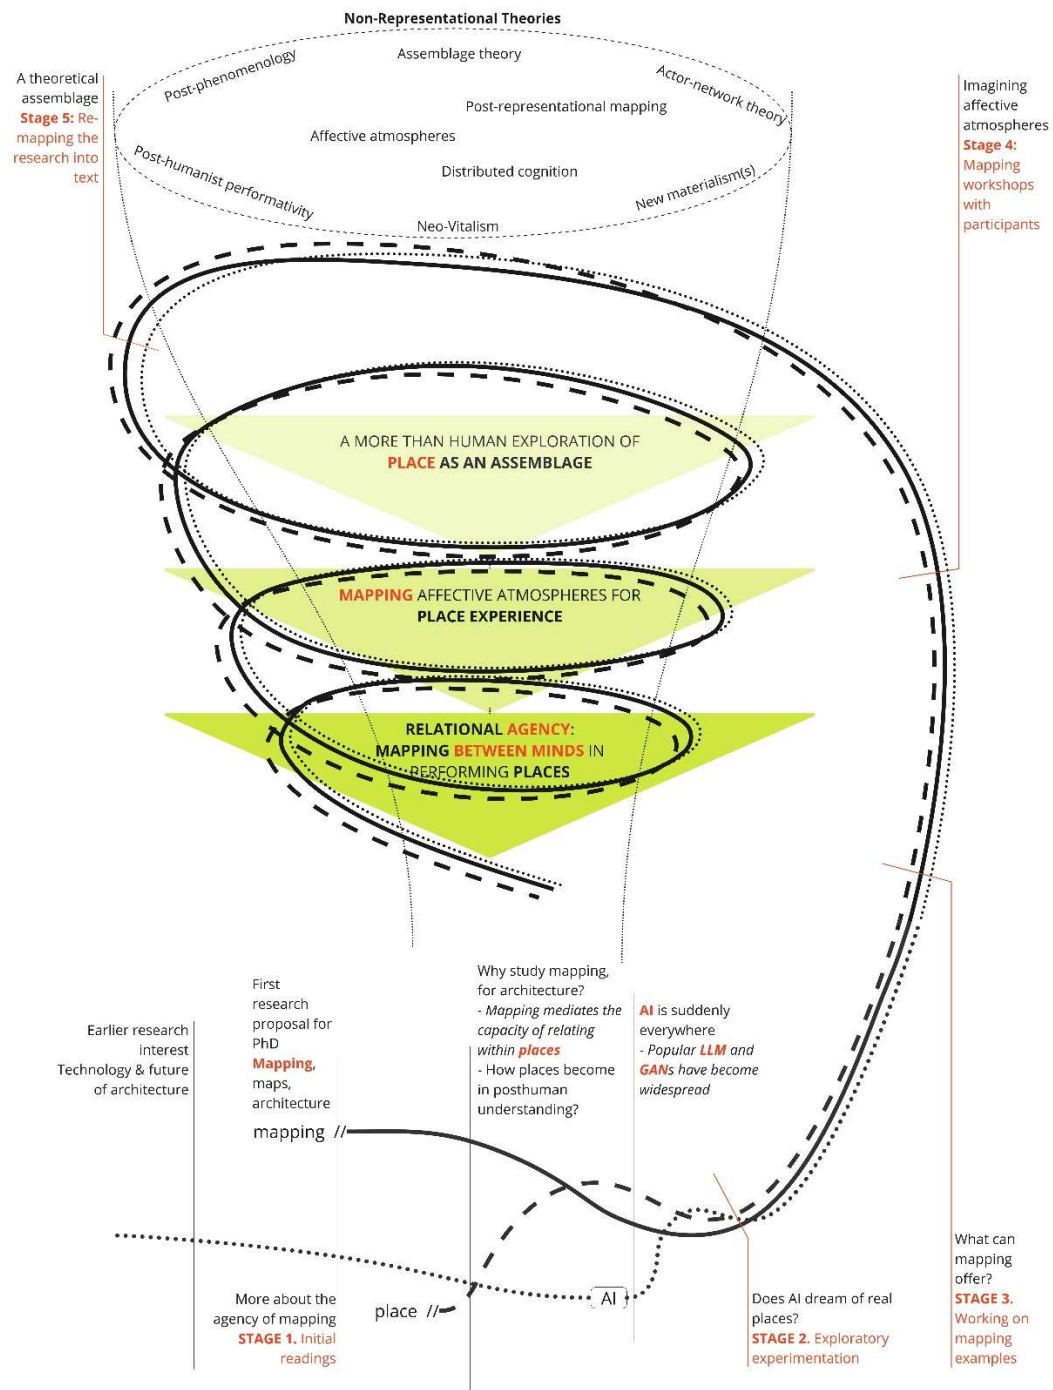 Non-Representational Theories
Assemblage theory
Post-phenomenology
Actor-network theory
Post-representational mapping
Affective atmospheres
Post-humanist performativity
Distributed cognition
New materialism(s)
Neo-Vitalism
A theoretical
assemblage
Stage 5: Re-
mapping the
research into
text
Imagining
affective
atmospheres
Stage 4:
Mapping
workshops
with
participants
A MORE THAN HUMAN EXPLORATION OF
PLACE AS AN ASSEMBLAGE
MAPPING AFFECTIVE ATMOSPHERES FOR
PLACE EXPERIENCE
RELATIONAL AGENCY:
MAPPING BETWEEN MINDS IN
PERFORMING PLACES
Earlier research
interest
Technology & future
of architecture
First
research
proposal for
PhD
Mapping,
maps,
architecture
Why study mapping,
for architecture?
- Mapping mediates the
capacity of relating
within places
- How places become
in posthuman
understanding?
AI is suddenly
everywhere
- Popular LLM and
GANs have become
widespread
mapping //
place //
AI
More about the
agency of mapping
STAGE 1. Initial
readings
Does AI dream of real
places?
STAGE 2. Exploratory
experimentation
What can
mapping
offer?
STAGE 3.
Working on
mapping
examples